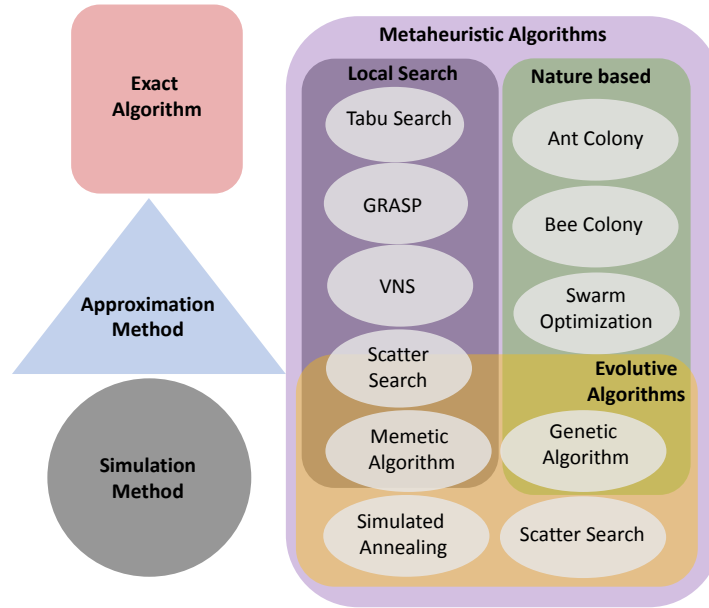 Exact
Algorithm
Approximation
Method
Simulation
Method
Metaheuristic Algorithms
Local Search
Tabu Search
GRASP
VNS
Scatter
Search
Memetic
Algorithm
Simulated
Annealing
Nature based
Ant Colony
Bee Colony
Swarm
Optimization
Evolutive
Algorithms
Genetic
Algorithm
Scatter Search